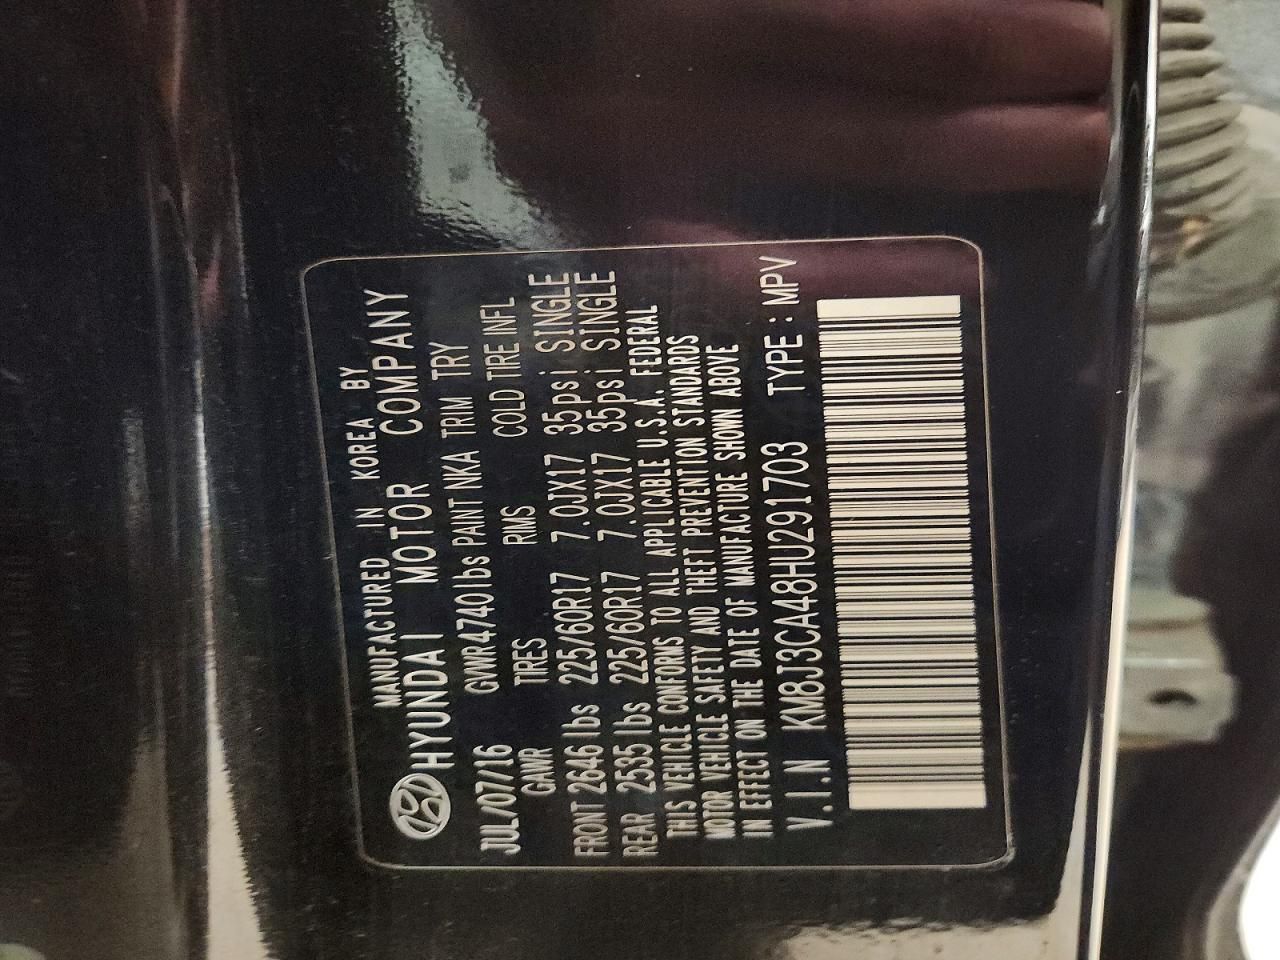 MANUFACTURED IN KOREA BY
HYUNDAI MOTOR COMPANY
JUL/07/16 GVWR4740lbs PAINT NKA TRIM TRY
GAWR TIRES RIMS COLD TIRE INFL
FRONT 2646 lbs 225/60R17 7.0JX17 35psi SINGLE
REAR 2535 lbs 225/60R17 7.0JX17 35psi SINGLE
THIS VEHICLE CONFORMS TO ALL APPLICABLE U.S.A. FEDERAL
MOTOR VEHICLE SAFETY AND THEFT PREVENTION STANDARDS
IN EFFECT ON THE DATE OF MANUFACTURE SHOWN ABOVE
V.I.N KM8J3CA48HU291703 TYPE : MPV